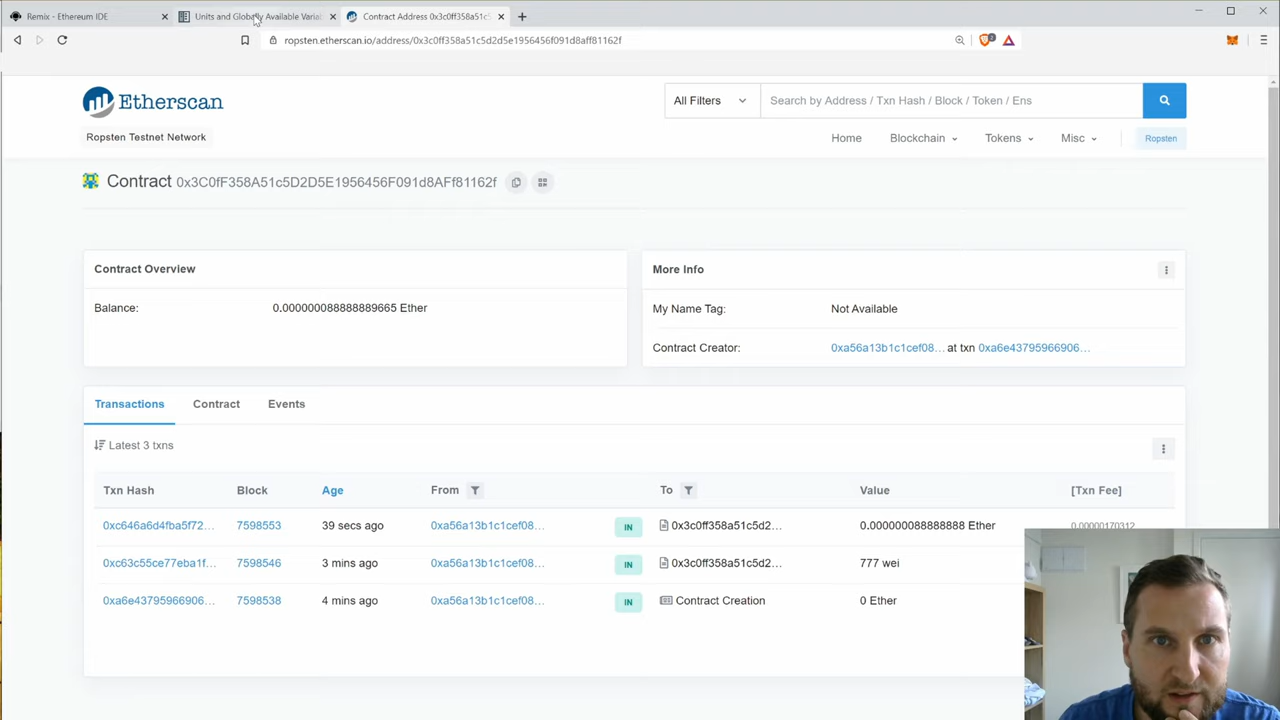 Remix - Ethereum IDE
Units and Globally Available Varial
Contract Address 0x3c0ff358a51c5
ropsten.etherscan.io/address/0x3c0ff358a51c5d2d5e1956456f091d8aff81162f
2
Etherscan
All Filters
Search by Address / Txn Hash / Block / Token / Ens
Ropsten Testnet Network
Home Blockchain Tokens Misc Ropsten
Contract 0x3C0fF358A51c5D2D5E1956456F091d8AFf81162f
Contract Overview
Balance: 0.000000088888889665 Ether
More Info
My Name Tag: Not Available
Contract Creator: 0xa56a13b1c1cef08... at txn 0xa6e43795966906...
Transactions Contract Events
Latest 3 txns
Txn Hash Block Age From To Value [Txn Fee]
0xc646a6d4fba5f72... 7598553 39 secs ago 0xa56a13b1c1cef08... IN 0x3c0ff358a51c5d2... 0.000000088888888 Ether 0.00000170312
0xc63c55ce77eba1f... 7598546 3 mins ago 0xa56a13b1c1cef08... IN 0x3c0ff358a51c5d2... 777 wei
0xa6e43795966906... 7598538 4 mins ago 0xa56a13b1c1cef08... IN Contract Creation 0 Ether